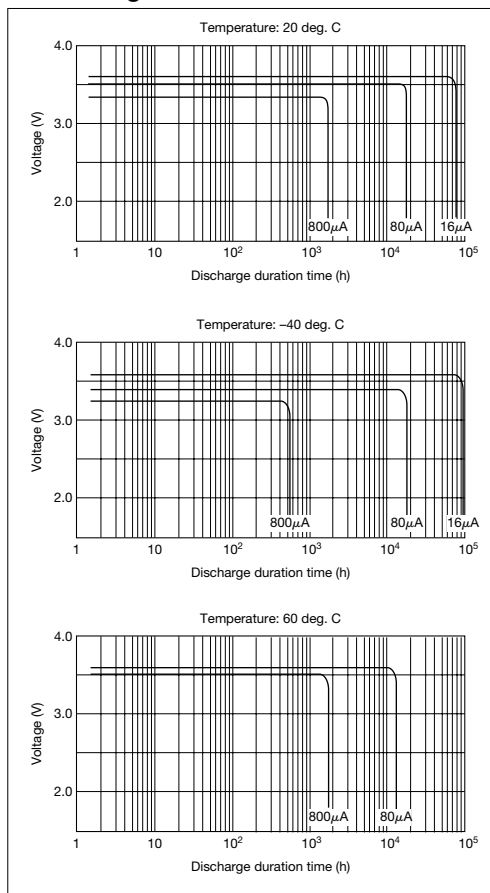 Temperature: 20 deg. C
4.0
3.0
2.0
Voltage (V)
800μA 80μA 16μA
1 10 10² 10³ 10⁴ 10⁵
Discharge duration time (h)
Temperature: –40 deg. C
4.0
3.0
2.0
Voltage (V)
800μA 80μA 16μA
1 10 10² 10³ 10⁴ 10⁵
Discharge duration time (h)
Temperature: 60 deg. C
4.0
3.0
2.0
Voltage (V)
800μA 80μA
1 10 10² 10³ 10⁴ 10⁵
Discharge duration time (h)